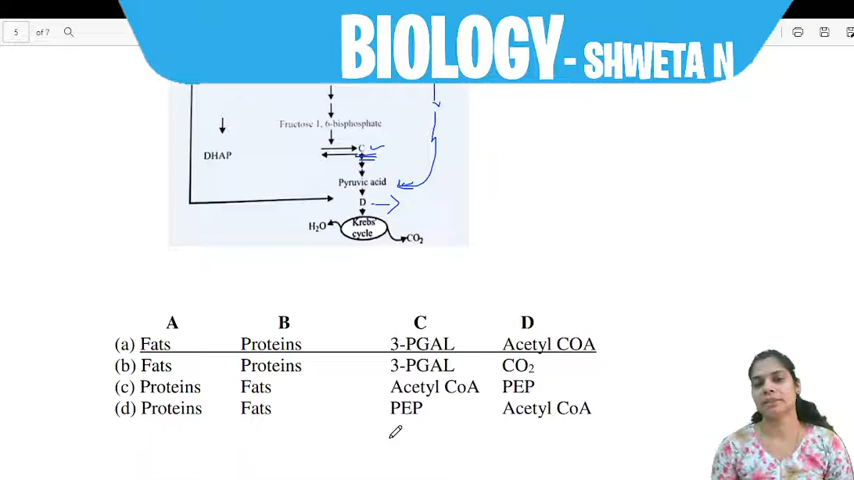 5 of 7
BIOLOGY - SHWETA N
Fructose 1, 6-bisphosphate
C
DHAP
Pyruvic acid
D
H₂O Krebs' cycle CO₂
A B C D
(a) Fats Proteins 3-PGAL Acetyl COA
(b) Fats Proteins 3-PGAL CO₂
(c) Proteins Fats Acetyl CoA PEP
(d) Proteins Fats PEP Acetyl CoA